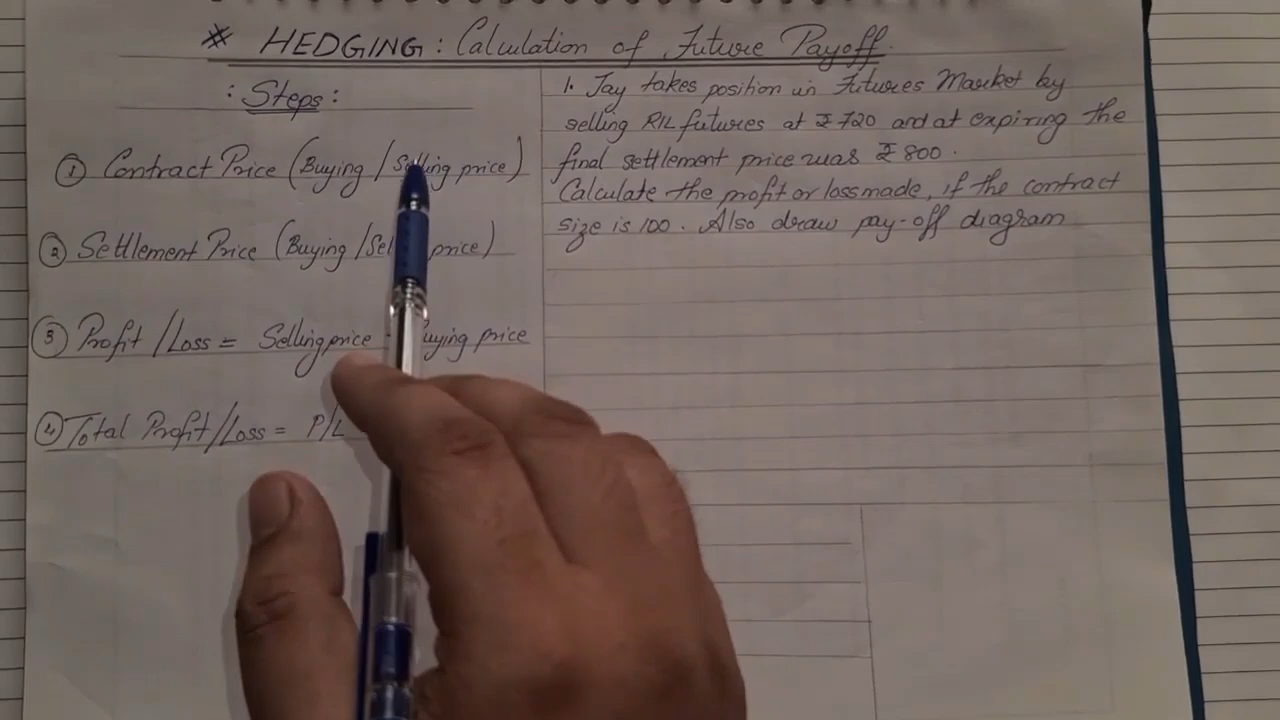 * HEDGING: Calculation of Future Payoff.
: Steps :
① Contract Price (Buying / Selling price)
② Settlement Price (Buying / price)
③ Profit / Loss = Selling price Buying price
④ Total Profit/Loss = P/L
1. Jay takes position in Futures Market by
selling RIL futures at ₹ 720 and at expiring the
final settlement price was ₹ 800.
Calculate the profit or loss made, if the contract
size is 100. Also draw pay-off diagram